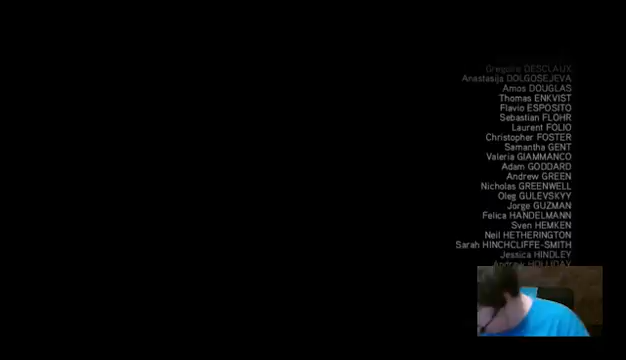 Gregoire DESCLAUX
Anastasija DOLGOSEJEVA
Amos DOUGLAS
Thomas ENKVIST
Flavio ESPOSITO
Sebastian FLOHR
Laurent FOLIO
Christopher FOSTER
Samantha GENT
Valeria GIAMMANCO
Adam GODDARD
Andrew GREEN
Nicholas GREENWELL
Oleg GULEVSKYY
Jorge GUZMAN
Felica HANDELMANN
Sven HEMKEN
Neil HETHERINGTON
Sarah HINCHCLIFFE-SMITH
Jessica HINDLEY
Andrew HOLLIDAY